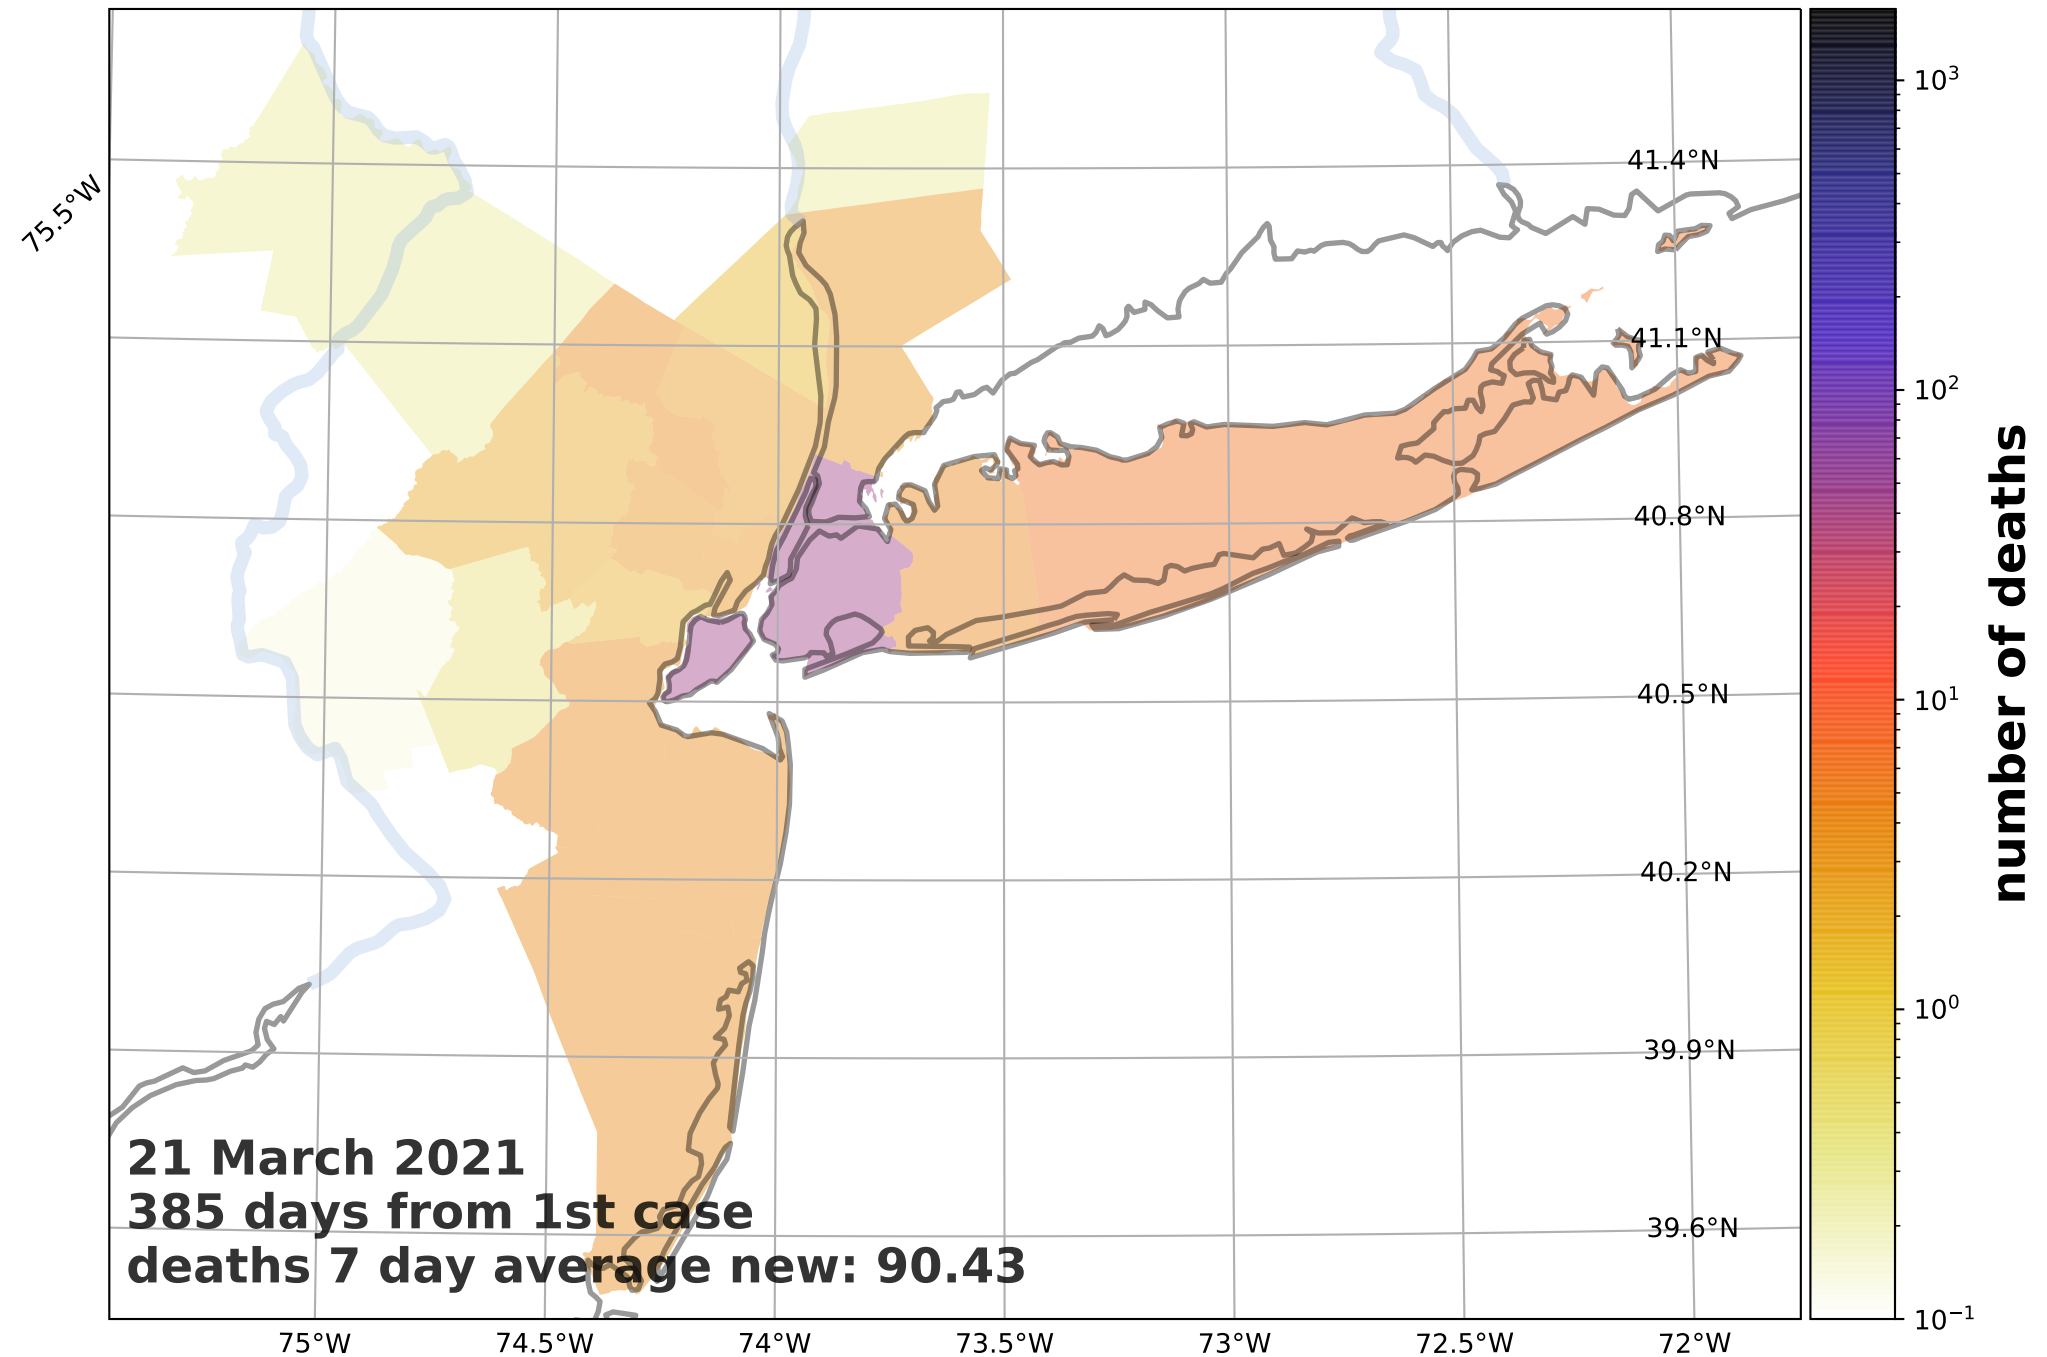 75.5°W
41.4°N
41.1°N
40.8°N
40.5°N
40.2°N
39.9°N
39.6°N
21 March 2021
385 days from 1st case
deaths 7 day average new: 90.43
75°W 74.5°W 74°W 73.5°W 73°W 72.5°W 72°W
10³
10²
10¹
10⁰
10⁻¹
number of deaths